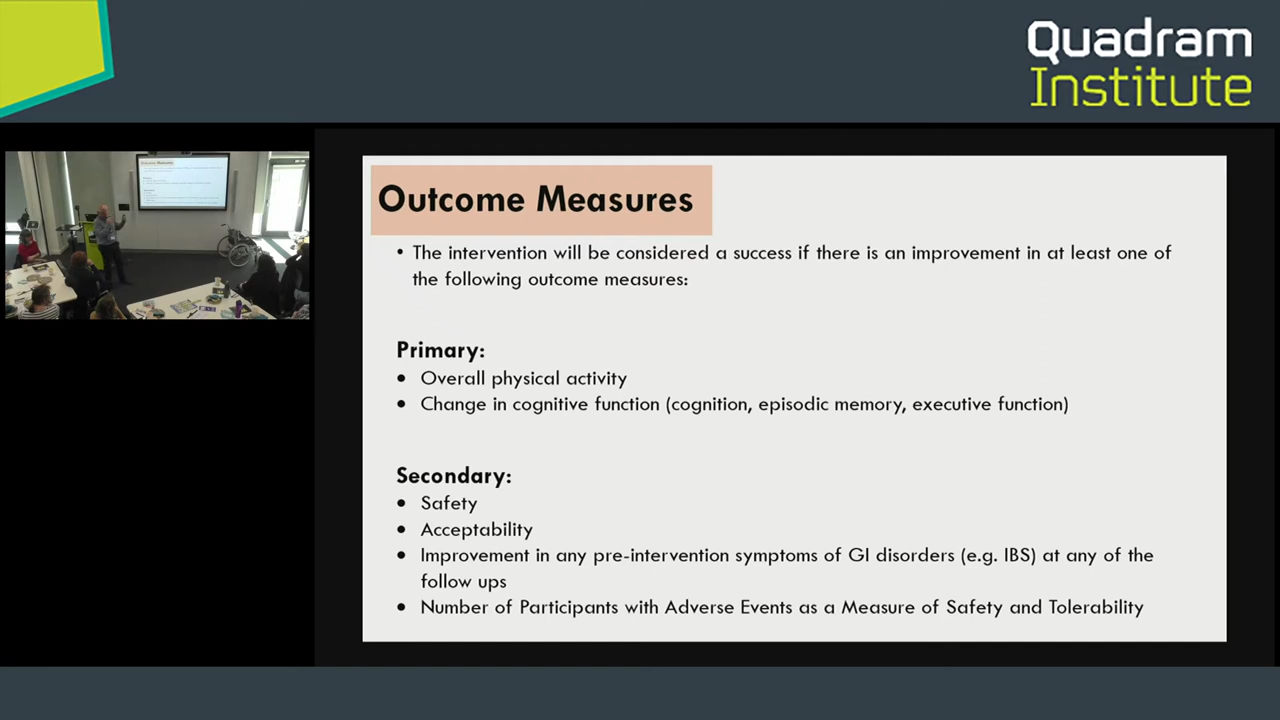 Quadram
Institute
Outcome Measures
• The intervention will be considered a success if there is an improvement in at least one of
the following outcome measures:
Primary:
• Overall physical activity
• Change in cognitive function (cognition, episodic memory, executive function)
Secondary:
• Safety
• Acceptability
• Improvement in any pre-intervention symptoms of GI disorders (e.g. IBS) at any of the
follow ups
• Number of Participants with Adverse Events as a Measure of Safety and Tolerability
Outcome Measures